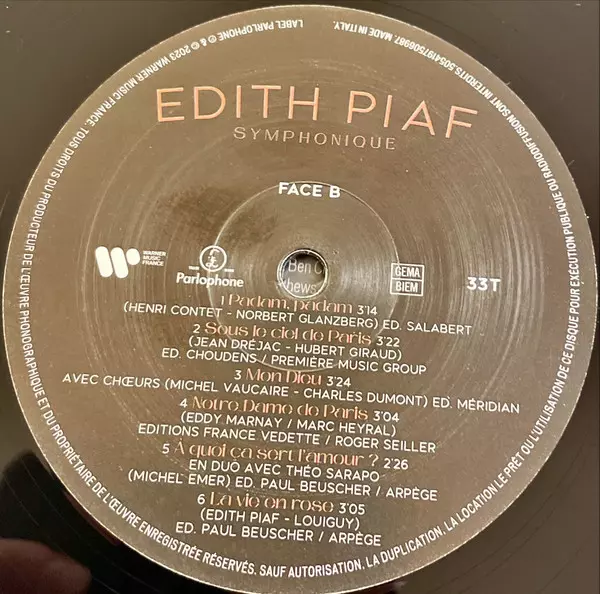 LABEL PARLOPHONE ℗ & © 2023 WARNER MUSIC FRANCE. TOUS DROITS DU PRODUCTEUR DE L'ŒUVRE PHONOGRAPHIQUE ET DU PROPRIÉTAIRE DE L'ŒUVRE ENREGISTRÉE RÉSERVÉS. SAUF AUTORISATION, LA DUPLICATION, LA LOCATION LE PRÊT OU L'UTILISATION DE CE DISQUE POUR EXÉCUTION PUBLIQUE OU RADIODIFFUSION SONT INTERDITS. 5054197506987. MADE IN ITALY.
EDITH PIAF
SYMPHONIQUE
FACE B
WARNER
MUSIC
FRANCE
Parlophone
Ben
hews
GEMA
BIEM
33T
1 Padam, padam 3'14
(HENRI CONTET - NORBERT GLANZBERG) ED. SALABERT
2 Sous le ciel de Paris 3'22
(JEAN DRÉJAC - HUBERT GIRAUD)
ED. CHOUDENS / PREMIÈRE MUSIC GROUP
3 Mon Dieu 3'24
AVEC CHŒURS (MICHEL VAUCAIRE - CHARLES DUMONT) ED. MÉRIDIAN
4 Notre Dame de Paris 3'04
(EDDY MARNAY / MARC HEYRAL)
EDITIONS FRANCE VEDETTE / ROGER SEILLER
5 À quoi ça sert l'amour ? 2'26
EN DUO AVEC THÉO SARAPO
(MICHEL EMER) ED. PAUL BEUSCHER / ARPÈGE
6 La vie en rose 3'05
(EDITH PIAF - LOUIGUY)
ED. PAUL BEUSCHER / ARPÈGE